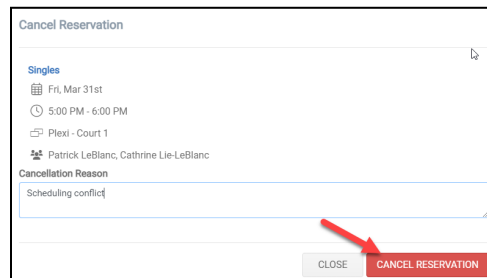 Cancel Reservation
Singles
Fri, Mar 31st
5:00 PM - 6:00 PM
Plexi - Court 1
Patrick LeBlanc, Cathrine Lie-LeBlanc
Cancellation Reason
Scheduling conflict
CLOSE CANCEL RESERVATION